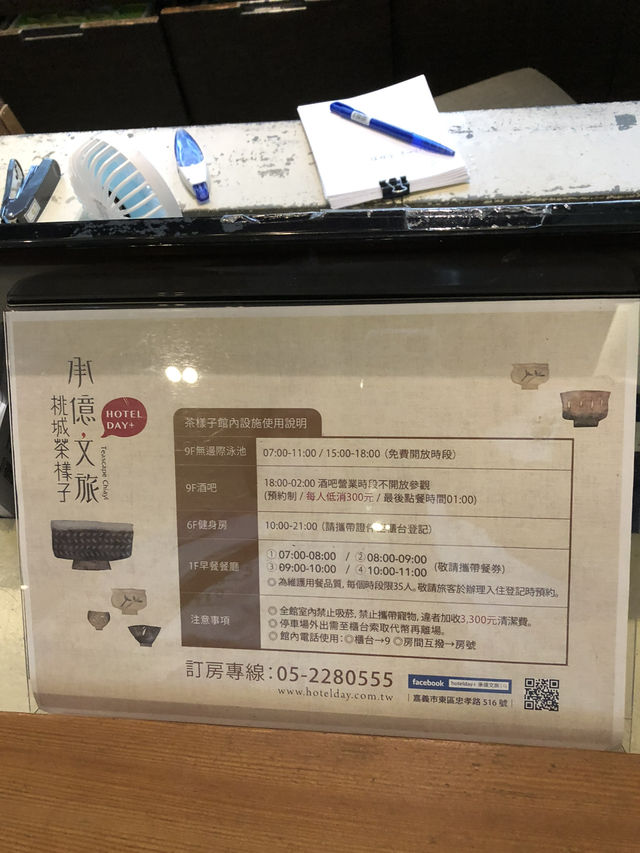 承億文旅
桃城茶樣子
HOTEL
DAY+
Teascape Chiayi
茶樣子館內設施使用說明
9F無邊際泳池
07:00-11:00 / 15:00-18:00 (免費開放時段)
9F酒吧
18:00-02:00 酒吧營業時段不開放參觀
(預約制 / 每人低消300元 / 最後點餐時間01:00)
6F健身房
10:00-21:00 (請攜帶證件至櫃台登記)
1F早餐餐廳
①07:00-08:00 / ②08:00-09:00
③09:00-10:00 / ④10:00-11:00 (敬請攜帶餐券)
◎為維護用餐品質, 每個時段限35人。敬請旅客於辦理入住登記時預約。
注意事項
◎ 全館室內禁止吸菸, 禁止攜帶寵物, 違者加收3,300元清潔費。
◎ 停車場外出需至櫃台索取代幣再離場。
◎ 館內電話使用:◎櫃台→9 ◎房間互撥→房號
訂房專線:05-2280555
www.hotelday.com.tw
facebook hotelday+ 承億文旅
嘉義市東區忠孝路 516 號